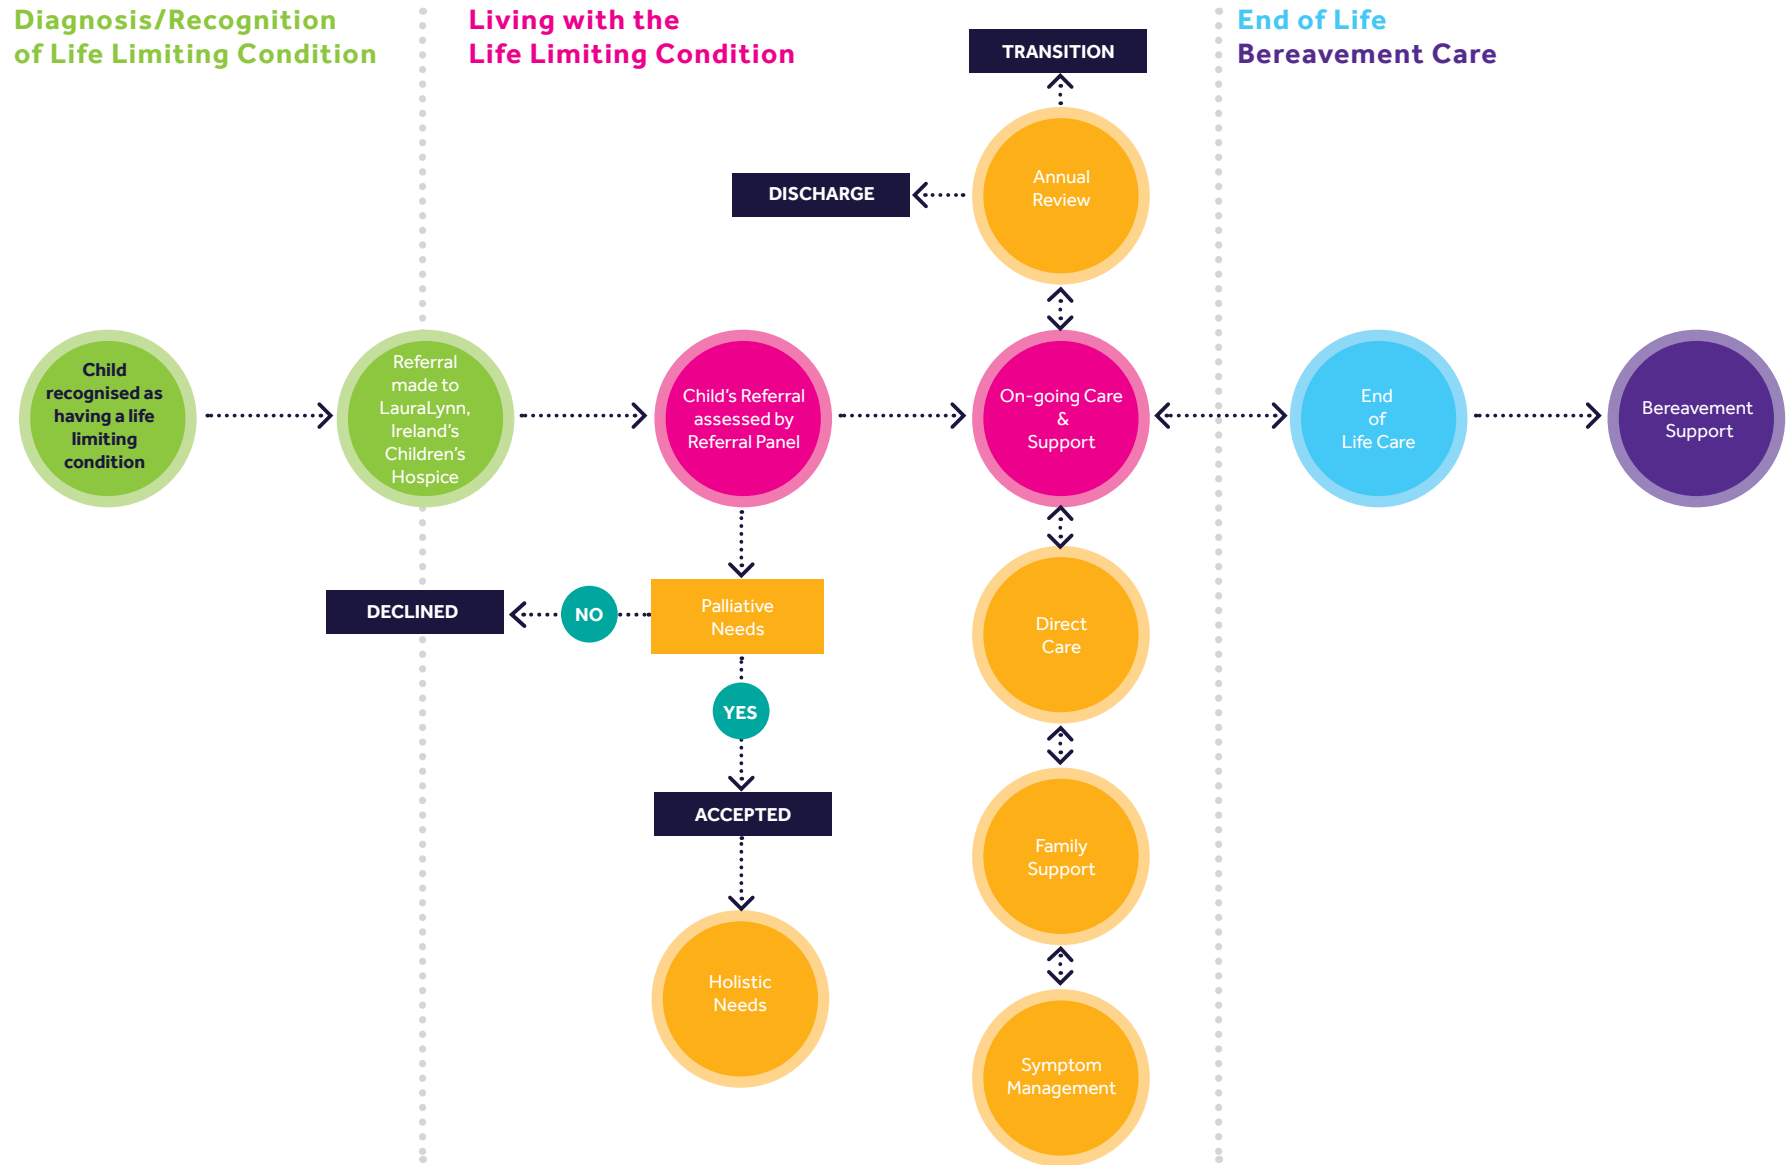 Diagnosis/Recognition
of Life Limiting Condition
Living with the
Life Limiting Condition
End of Life
Bereavement Care
TRANSITION
Annual
Review
DISCHARGE
Child
recognised as
having a life
limiting
condition
Referral
made to
LauraLynn,
Ireland's
Children's
Hospice
Child's Referral
assessed by
Referral Panel
On-going Care
&
Support
End
of
Life Care
Bereavement
Support
DECLINED
NO
Palliative
Needs
YES
ACCEPTED
Holistic
Needs
Direct
Care
Family
Support
Symptom
Management